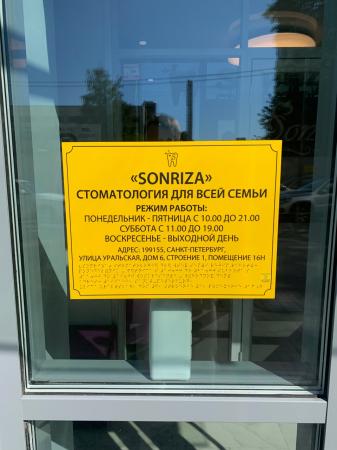 «SONRIZA»
СТОМАТОЛОГИЯ ДЛЯ ВСЕЙ СЕМЬИ
РЕЖИМ РАБОТЫ:
ПОНЕДЕЛЬНИК - ПЯТНИЦА С 10.00 ДО 21.00
СУББОТА С 11.00 ДО 19.00
ВОСКРЕСЕНЬЕ - ВЫХОДНОЙ ДЕНЬ
АДРЕС: 199155, САНКТ-ПЕТЕРБУРГ,
УЛИЦА УРАЛЬСКАЯ, ДОМ 6, СТРОЕНИЕ 1, ПОМЕЩЕНИЕ 16Н